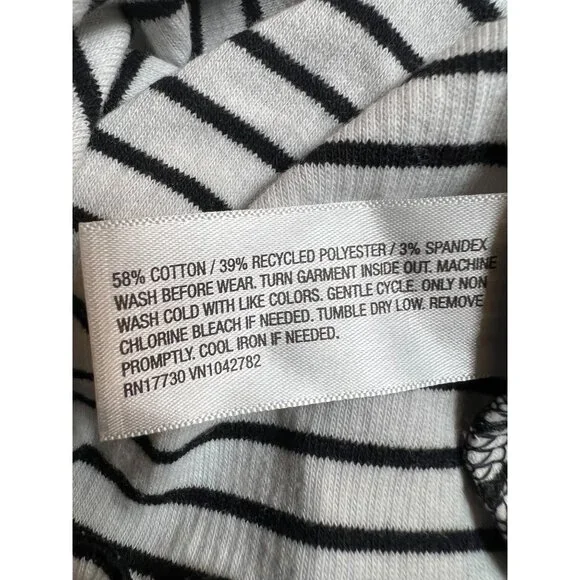 58% COTTON / 39% RECYCLED POLYESTER / 3% SPANDEX
WASH BEFORE WEAR. TURN GARMENT INSIDE OUT. MACHINE
WASH COLD WITH LIKE COLORS. GENTLE CYCLE. ONLY NON
CHLORINE BLEACH IF NEEDED. TUMBLE DRY LOW. REMOVE
PROMPTLY. COOL IRON IF NEEDED.
RN17730 VN1042782